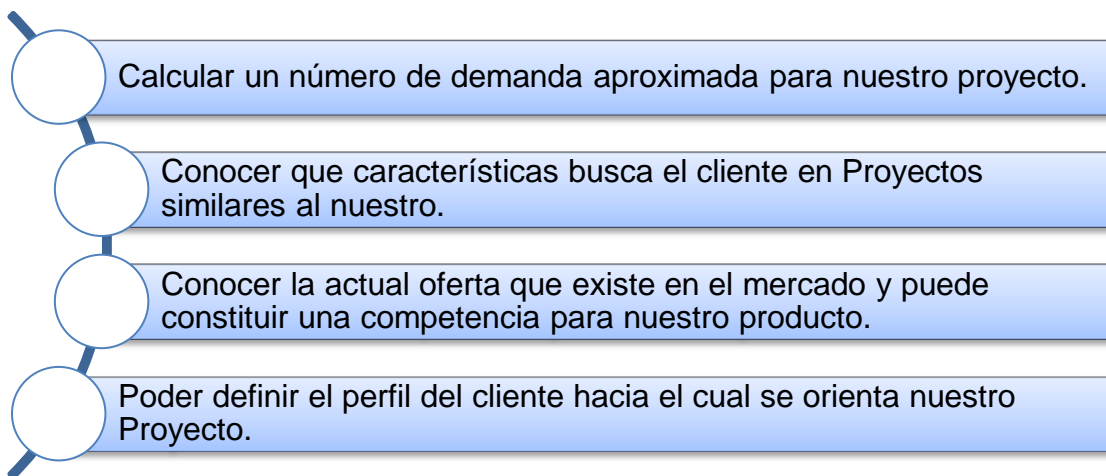 Calcular un número de demanda aproximada para nuestro proyecto.
Conocer que características busca el cliente en Proyectos
similares al nuestro.
Conocer la actual oferta que existe en el mercado y puede
constituir una competencia para nuestro producto.
Poder definir el perfil del cliente hacia el cual se orienta nuestro
Proyecto.